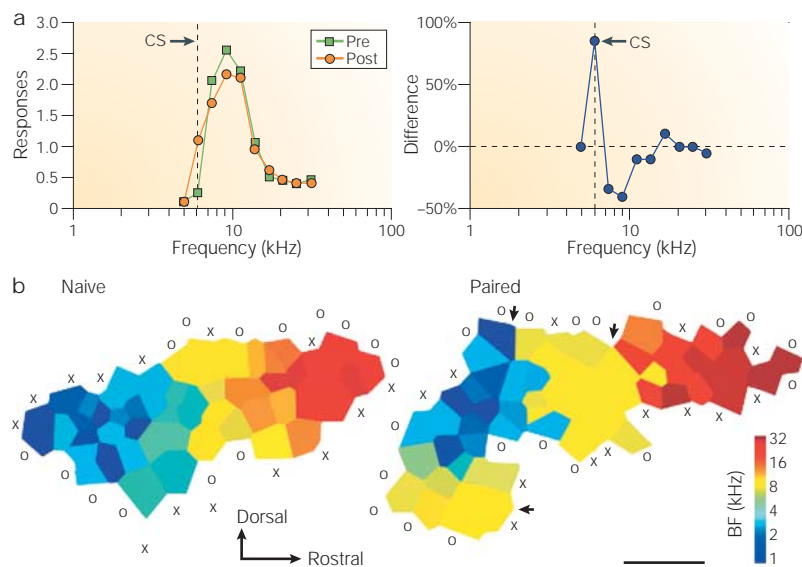 a
3.0
2.5
2.0
1.5
1.0
0.5
0
Responses
CS
Pre
Post
1
10
100
Frequency (kHz)
100%
50%
0%
–50%
Difference
CS
1
10
100
Frequency (kHz)
b
Naive
Paired
o
x
o
o
x
o
o
x
x
x
x
o
x
x
o
o
o
x
x
o
x
x
x
o
Dorsal
Rostral
o
x
o
x
o
o
o
x
x
o
x
o
o
x
o
x
x
x
x
o
x
x
o
o
o
x
o
o
o
o
x
32
16
8
4
2
1
BF (kHz)